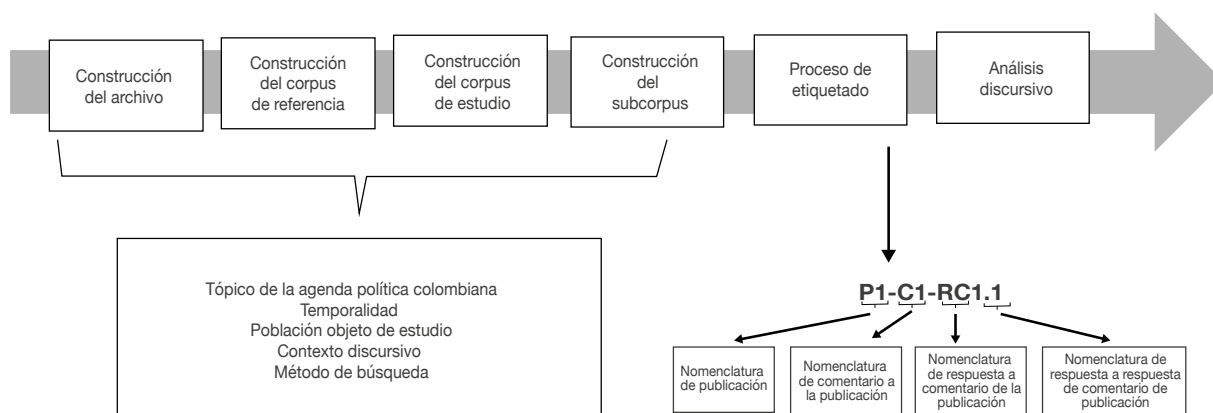 Construcción
del archivo
Construcción
del corpus
de referencia
Construcción
del corpus
de estudio
Construcción
del
subcorpus
Proceso de
etiquetado
Análisis
discursivo
Tópico de la agenda política colombiana
Temporalidad
Población objeto de estudio
Contexto discursivo
Método de búsqueda
P1-C1-RC1.1
Nomenclatura
de publicación
Nomenclatura
de comentario a
la publicación
Nomenclatura
de respuesta a
comentario de la
publicación
Nomenclatura de
respuesta a respuesta
de comentario de
publicación